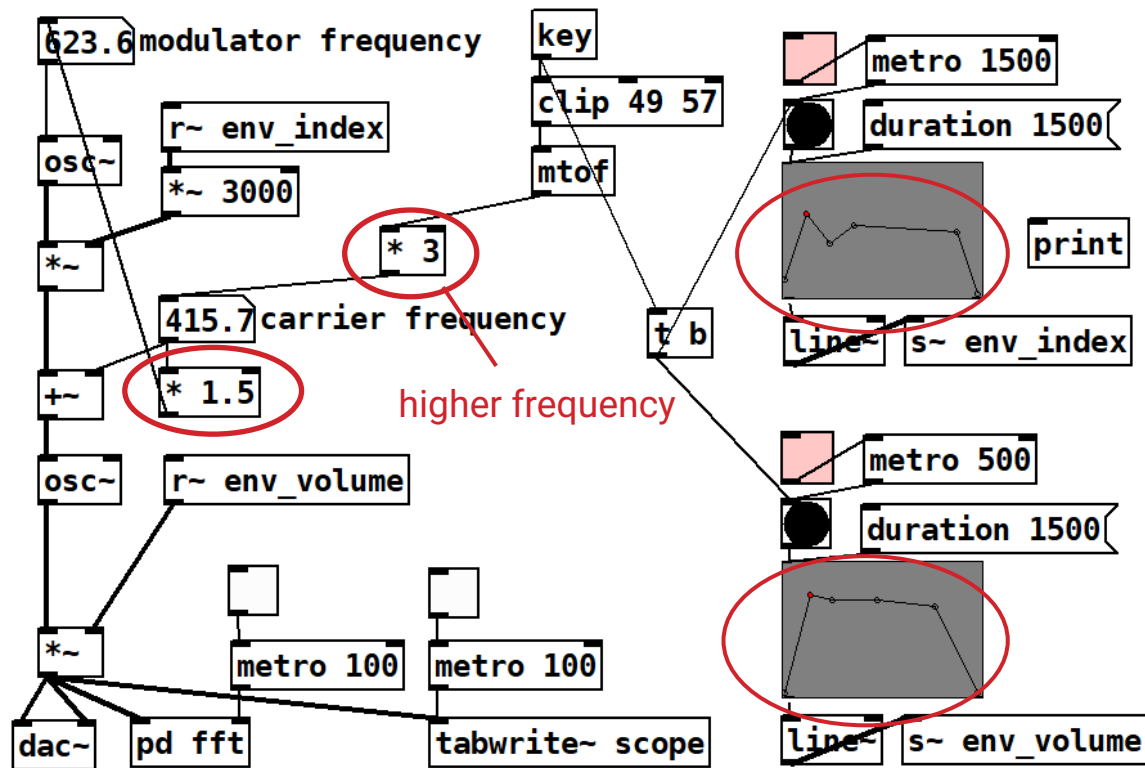 623.6 modulator frequency
key
metro 1500
r~ env_index
clip 49 57
duration 1500
osc~
*~ 3000
mtof
*~
* 3
print
415.7 carrier frequency
t b
line~
s~ env_index
+~
* 1.5
higher frequency
osc~
r~ env_volume
metro 500
duration 1500
*~
metro 100
metro 100
dac~
pd fft
tabwrite~ scope
line~
s~ env_volume